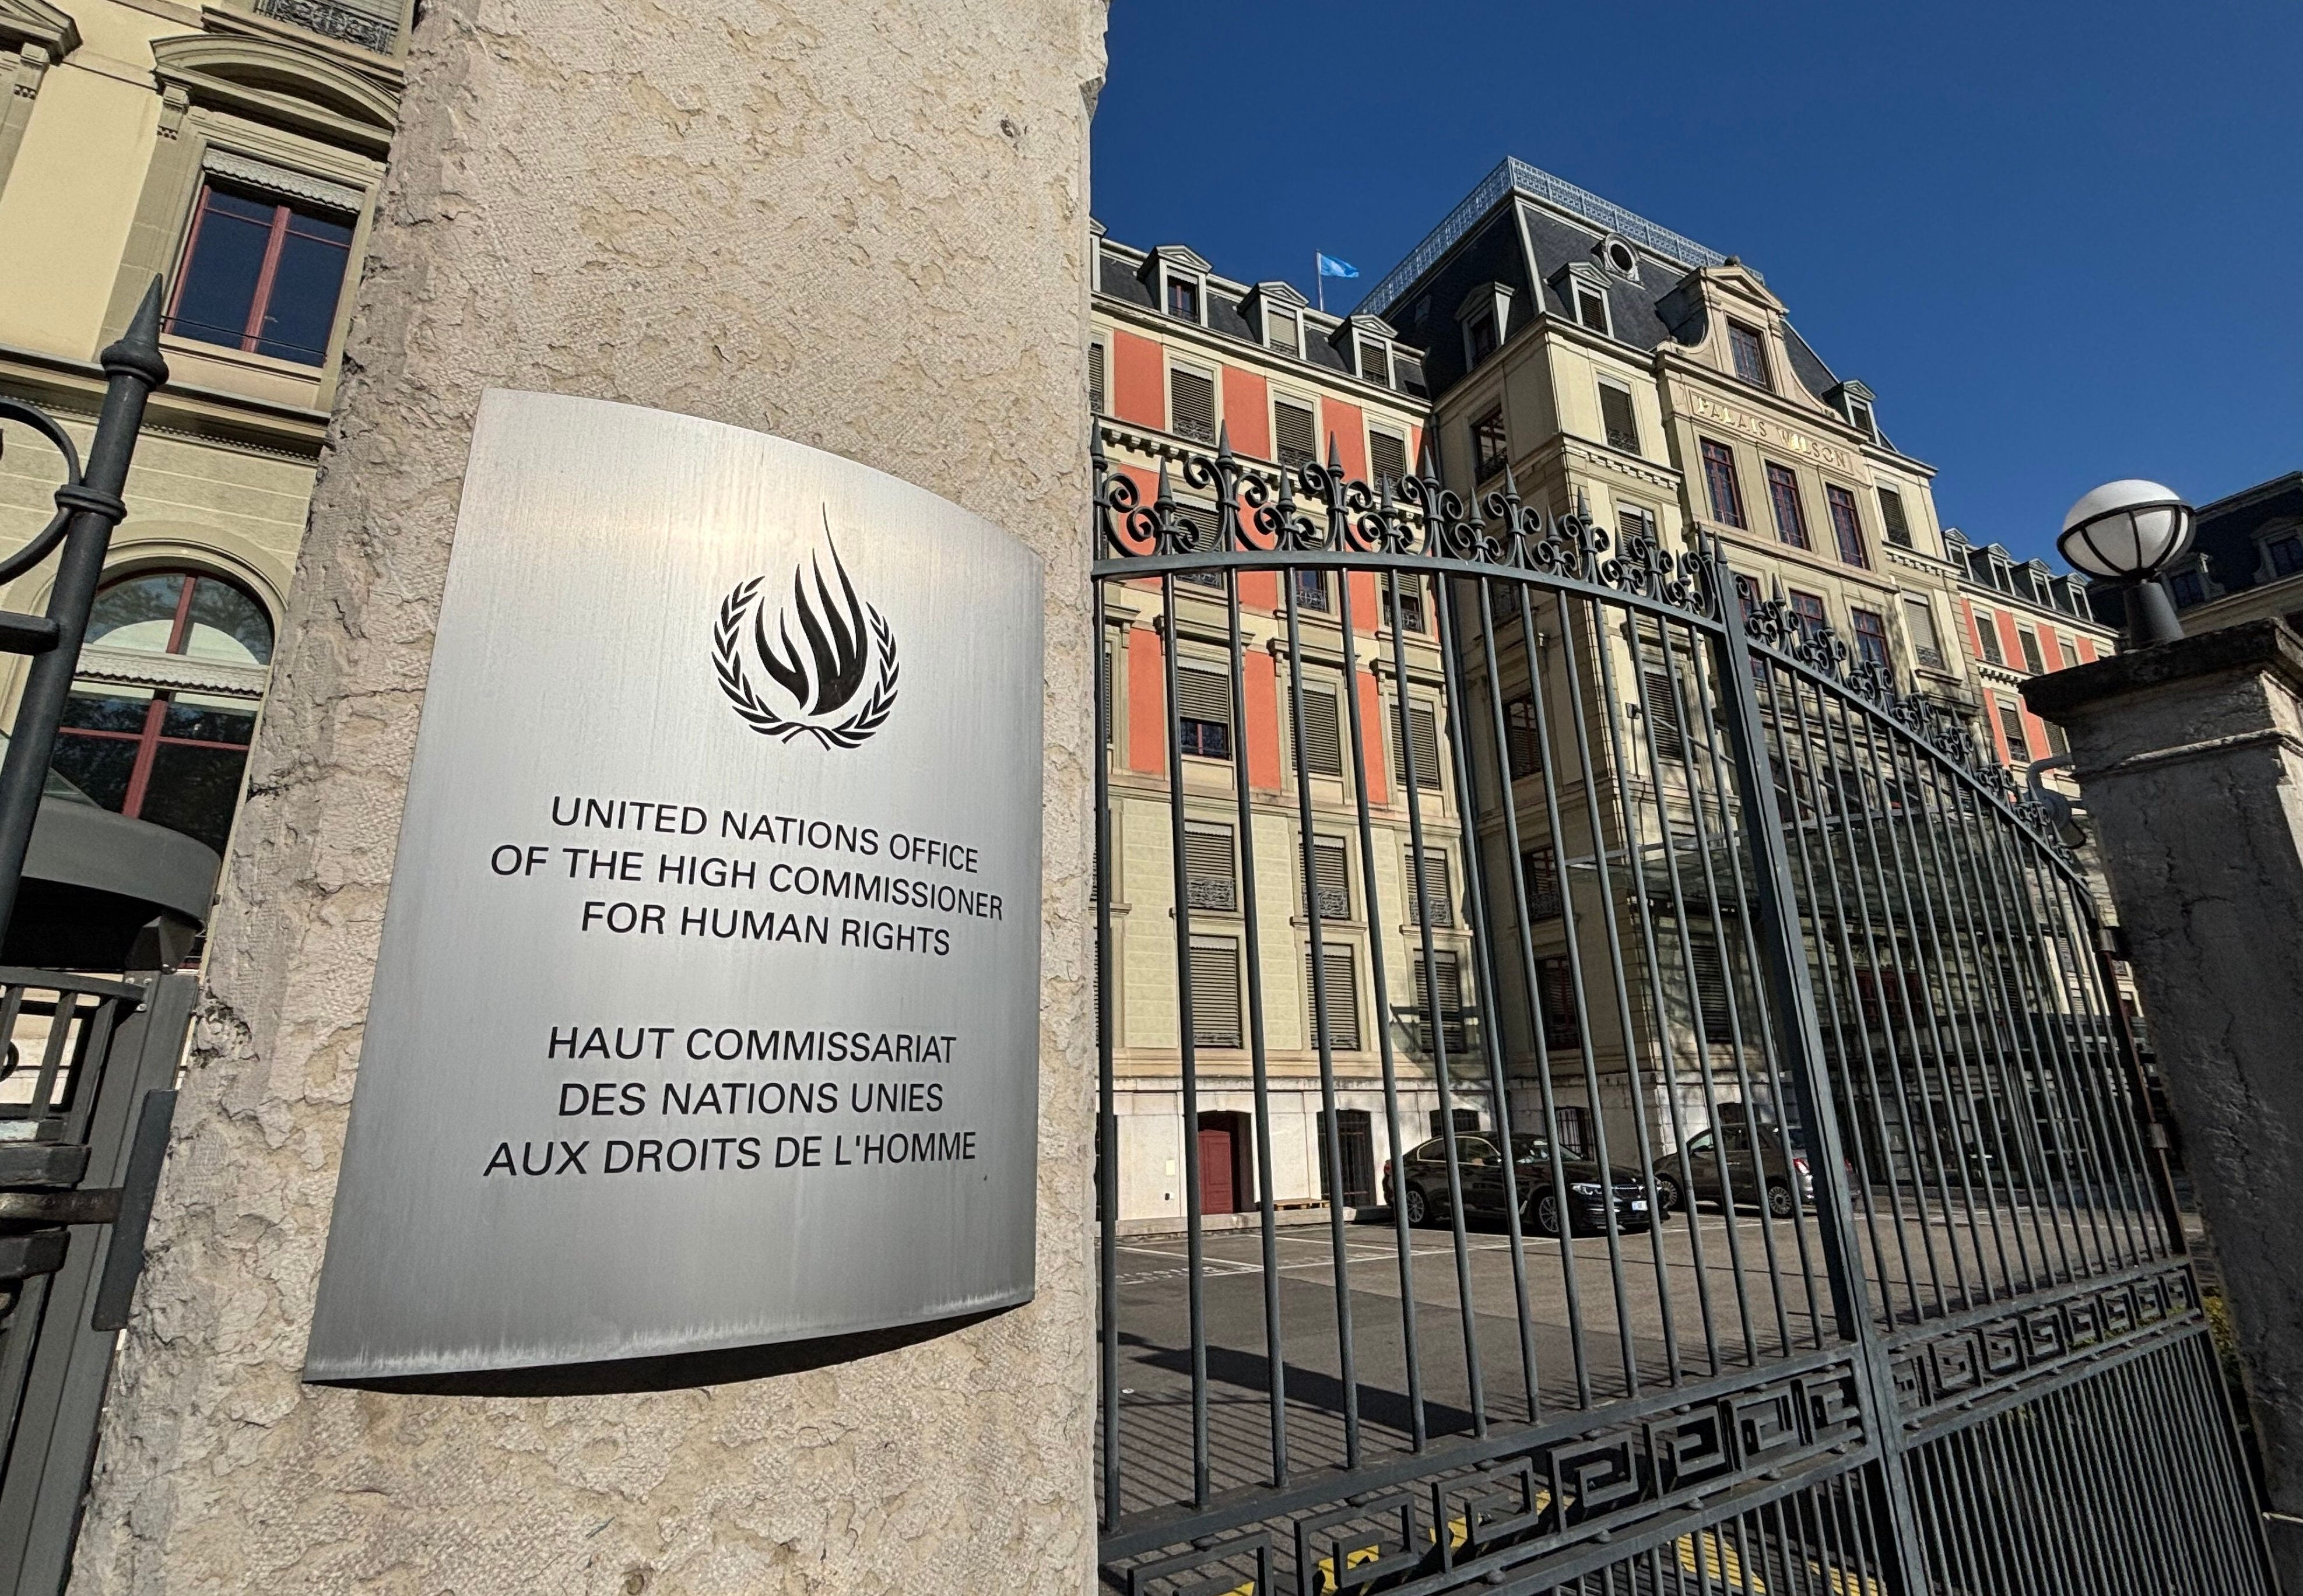 UNITED NATIONS OFFICE
OF THE HIGH COMMISSIONER
FOR HUMAN RIGHTS
HAUT COMMISSARIAT
DES NATIONS UNIES
AUX DROITS DE L'HOMME
PALAIS WILSON